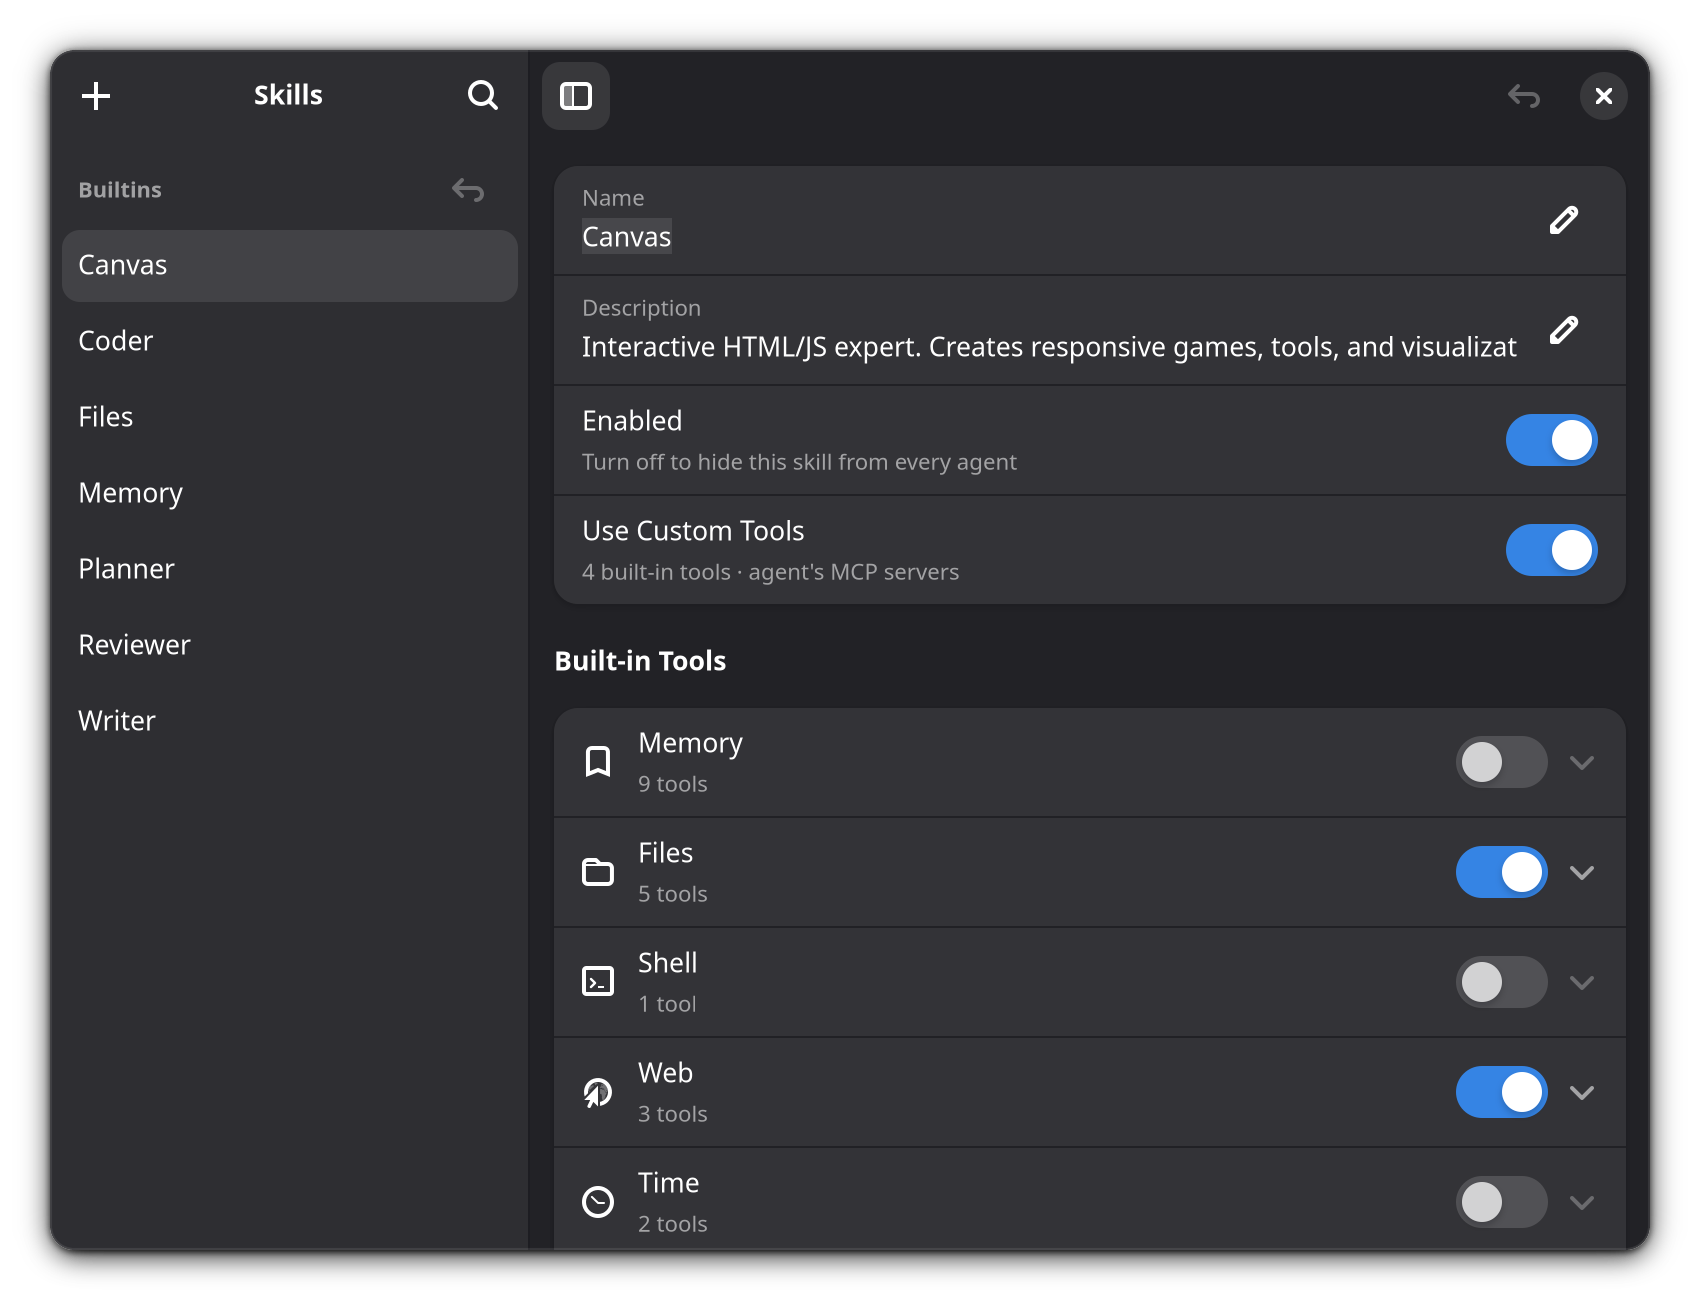 Skills
Builtins
Canvas
Coder
Files
Memory
Planner
Reviewer
Writer
Name
Canvas
Description
Interactive HTML/JS expert. Creates responsive games, tools, and visualizat
Enabled
Turn off to hide this skill from every agent
Use Custom Tools
4 built-in tools · agent's MCP servers
Built-in Tools
Memory
9 tools
Files
5 tools
Shell
1 tool
Web
3 tools
Time
2 tools